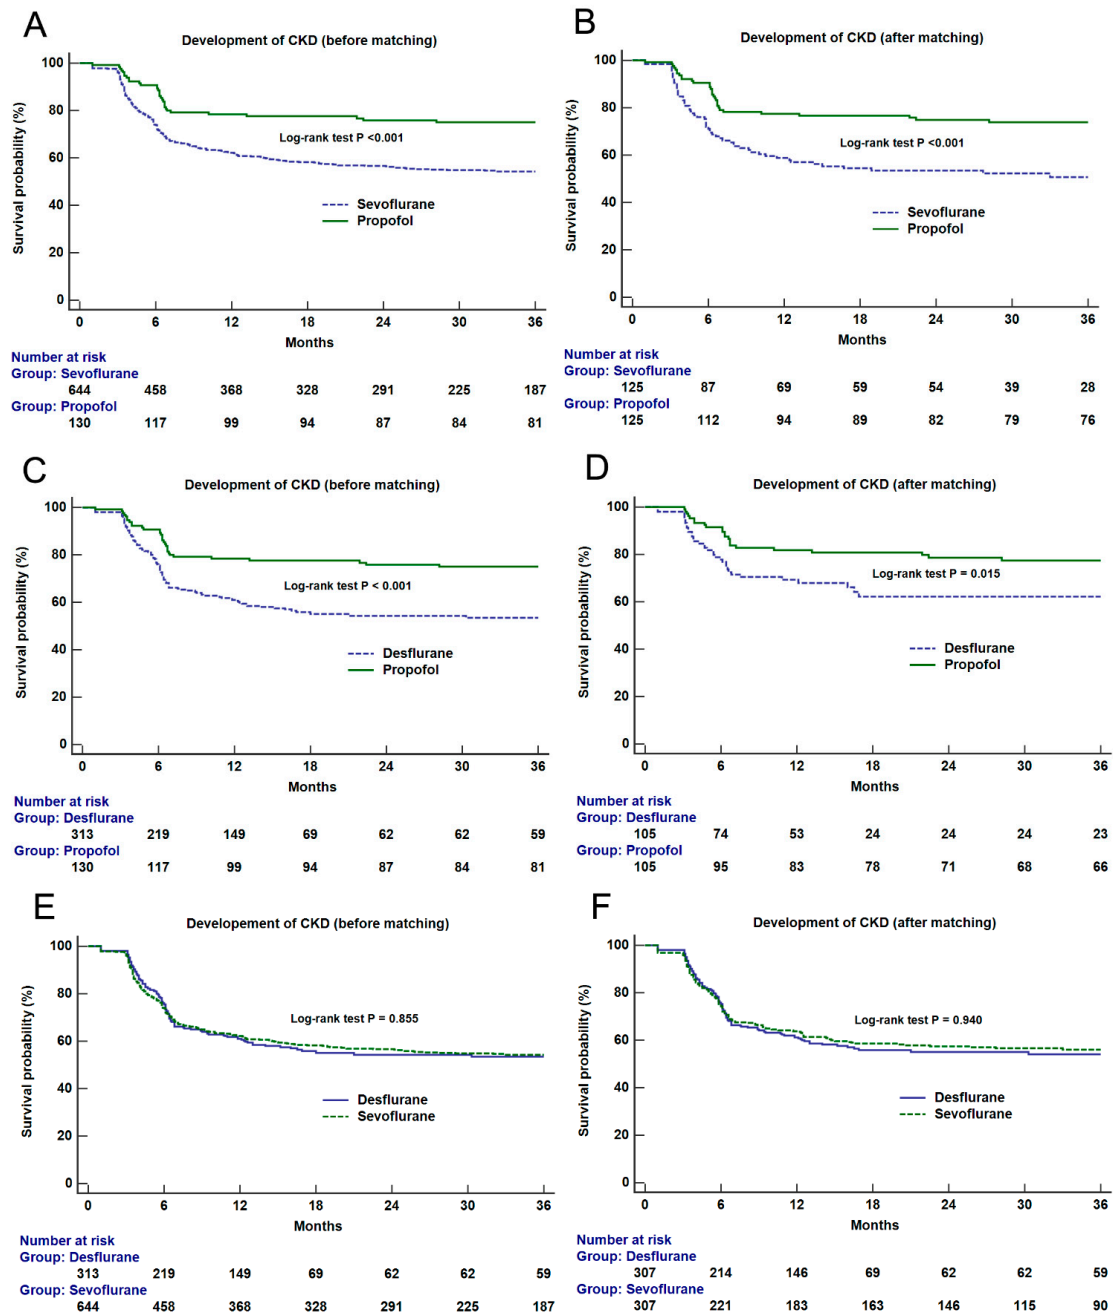 A
Development of CKD (before matching)
Survival probability (%)
100
80
60
40
20
0
Log-rank test P <0.001
Sevoflurane
Propofol
0 6 12 18 24 30 36
Months
Number at risk
Group: Sevoflurane
644 458 368 328 291 225 187
Group: Propofol
130 117 99 94 87 84 81
B
Development of CKD (after matching)
Survival probability (%)
100
80
60
40
20
0
Log-rank test P <0.001
Sevoflurane
Propofol
0 6 12 18 24 30 36
Months
Number at risk
Group: Sevoflurane
125 87 69 59 54 39 28
Group: Propofol
125 112 94 89 82 79 76
C
Development of CKD (before matching)
Survival probability (%)
100
80
60
40
20
0
Log-rank test P < 0.001
Desflurane
Propofol
0 6 12 18 24 30 36
Months
Number at risk
Group: Desflurane
313 219 149 69 62 62 59
Group: Propofol
130 117 99 94 87 84 81
D
Development of CKD (after matching)
Survival probability (%)
100
80
60
40
20
0
Log-rank test P = 0.015
Desflurane
Propofol
0 6 12 18 24 30 36
Months
Number at risk
Group: Desflurane
105 74 53 24 24 24 23
Group: Propofol
105 95 83 78 71 68 66
E
Developement of CKD (before matching)
Survival probability (%)
100
80
60
40
20
0
Log-rank test P = 0.855
Desflurane
Sevoflurane
0 6 12 18 24 30 36
Months
Number at risk
Group: Desflurane
313 219 149 69 62 62 59
Group: Sevoflurane
644 458 368 328 291 225 187
F
Development of CKD (after matching)
Survival probability (%)
100
80
60
40
20
0
Log-rank test P = 0.940
Desflurane
Sevoflurane
0 6 12 18 24 30 36
Months
Number at risk
Group: Desflurane
307 214 146 69 62 62 59
Group: Sevoflurane
307 221 183 163 146 115 90